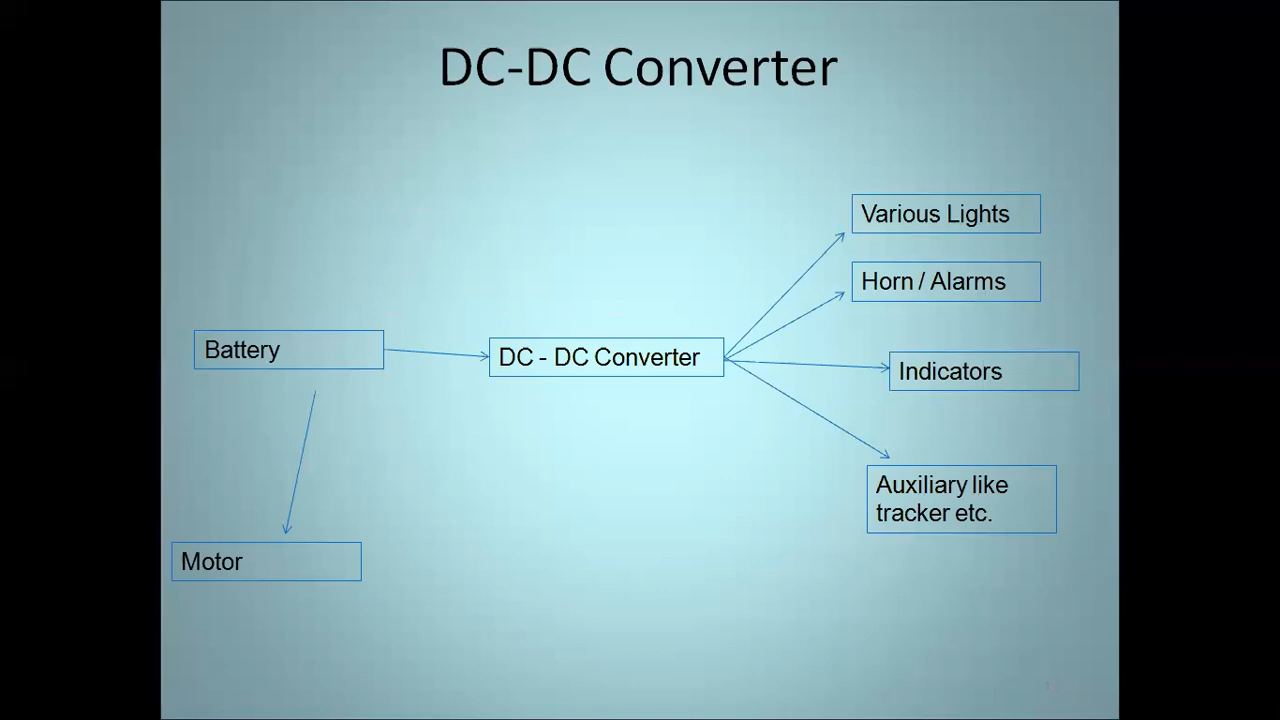 DC-DC Converter
Various Lights
Horn / Alarms
Battery
DC - DC Converter
Indicators
Auxiliary like
tracker etc.
Motor